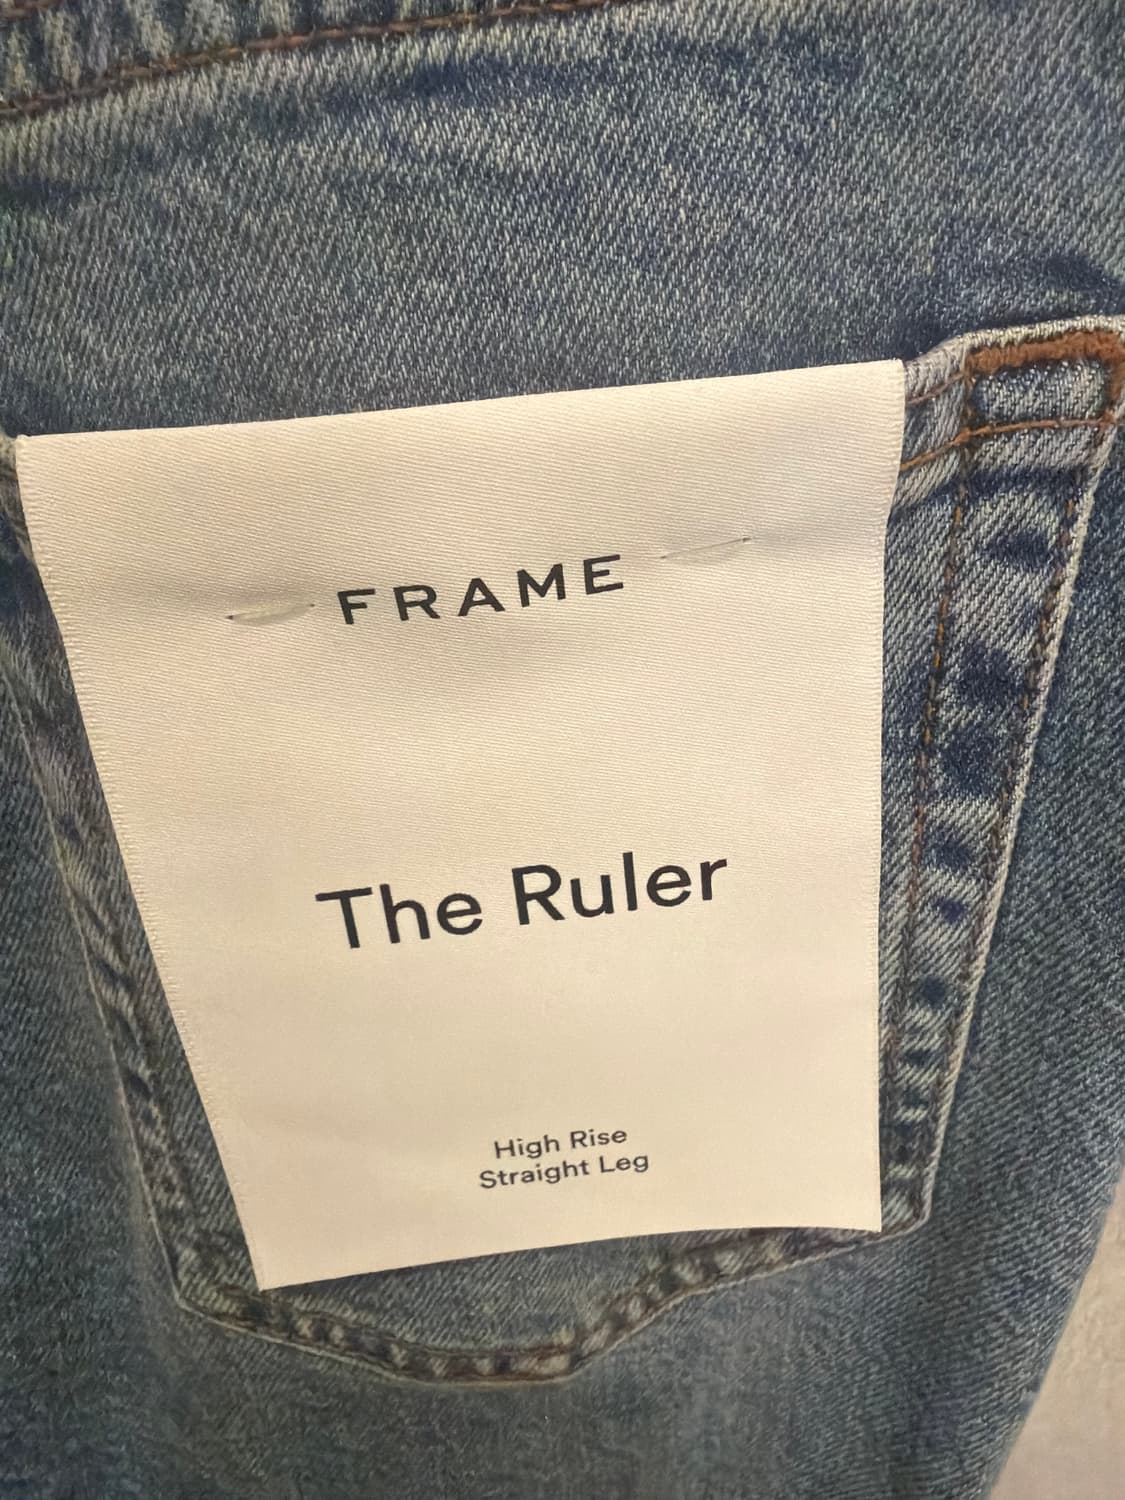 FRAME
The Ruler
High Rise
Straight Leg